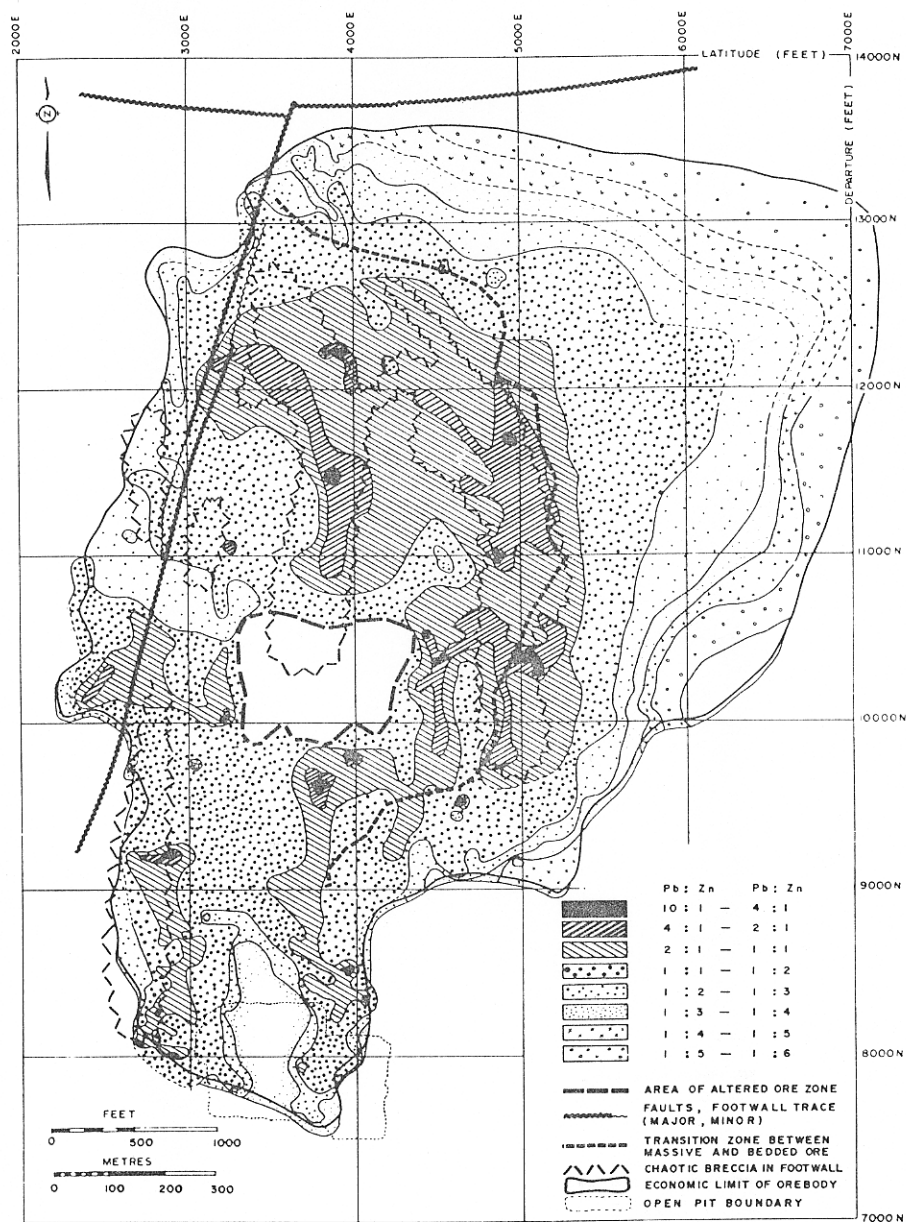 2000E 3000E 4000E 5000E 6000E 7000E
14000N
LATITUDE (FEET)
DEPARTURE (FEET)
N
13000N
12000N
11000N
10000N
9000N
Pb : Zn Pb : Zn
10 : 1 — 4 : 1
4 : 1 — 2 : 1
2 : 1 — 1 : 1
1 : 1 — 1 : 2
1 : 2 — 1 : 3
1 : 3 — 1 : 4
1 : 4 — 1 : 5
1 : 5 — 1 : 6
8000N
AREA OF ALTERED ORE ZONE
FAULTS, FOOTWALL TRACE
(MAJOR, MINOR)
TRANSITION ZONE BETWEEN
MASSIVE AND BEDDED ORE
CHAOTIC BRECCIA IN FOOTWALL
ECONOMIC LIMIT OF OREBODY
OPEN PIT BOUNDARY
FEET
0 500 1000
METRES
0 100 200 300
7000N